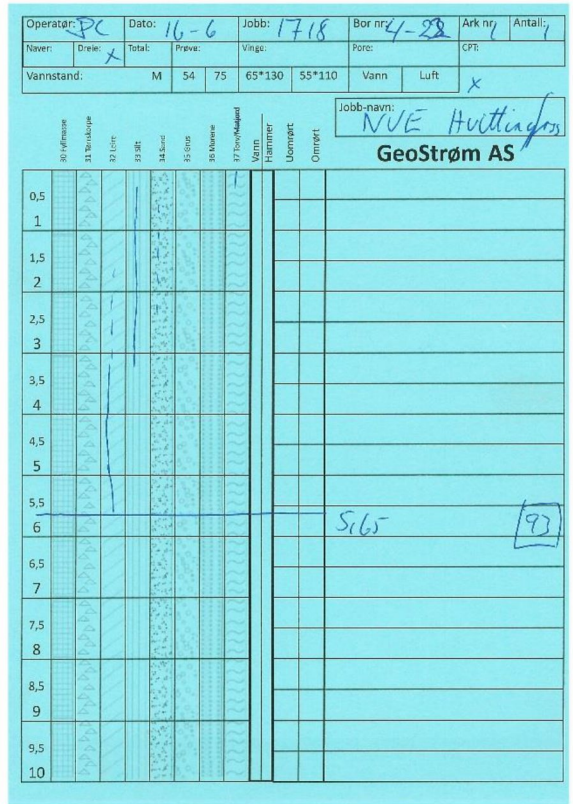 Operatør: PC Dato: 16-6 Jobb: 1718 Bor nr: 4-28 Ark nr: 1 Antall: 1
Naver: Dreie: X Total: Prøve: Vinge: Pore: CPT:
Vannstand: M 54 75 65*130 55*110 Vann Luft X
Jobb-navn:
NVE Hvittingfoss
GeoStrøm AS
30 Fyllmasse
31 Tørrskorpe
32 Leire
33 Silt
34 Sand
35 Grus
36 Morene
37 Torv/Matjord
Vann
Hammer
Uomrørt
Omrørt
0,5
1
1,5
2
2,5
3
3,5
4
4,5
5
5,5
6 5,65 93
6,5
7
7,5
8
8,5
9
9,5
10